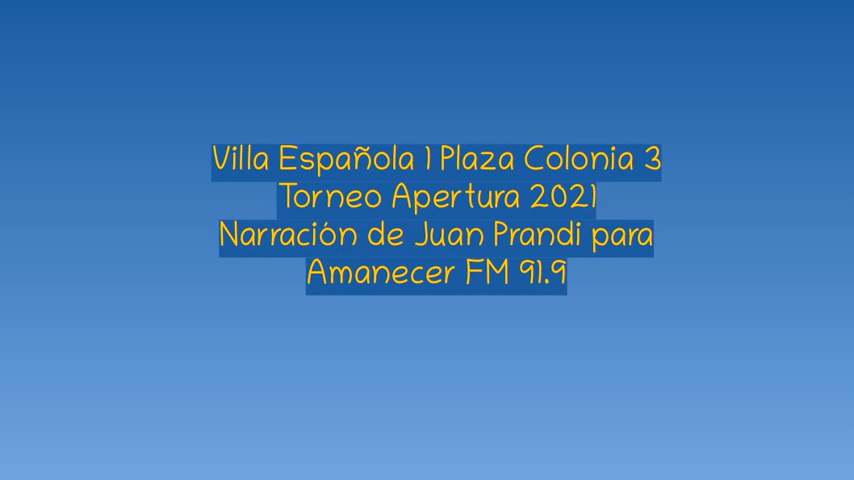 Villa Española 1 Plaza Colonia 3
Torneo Apertura 2021
Narración de Juan Prandi para
Amanecer FM 91.9